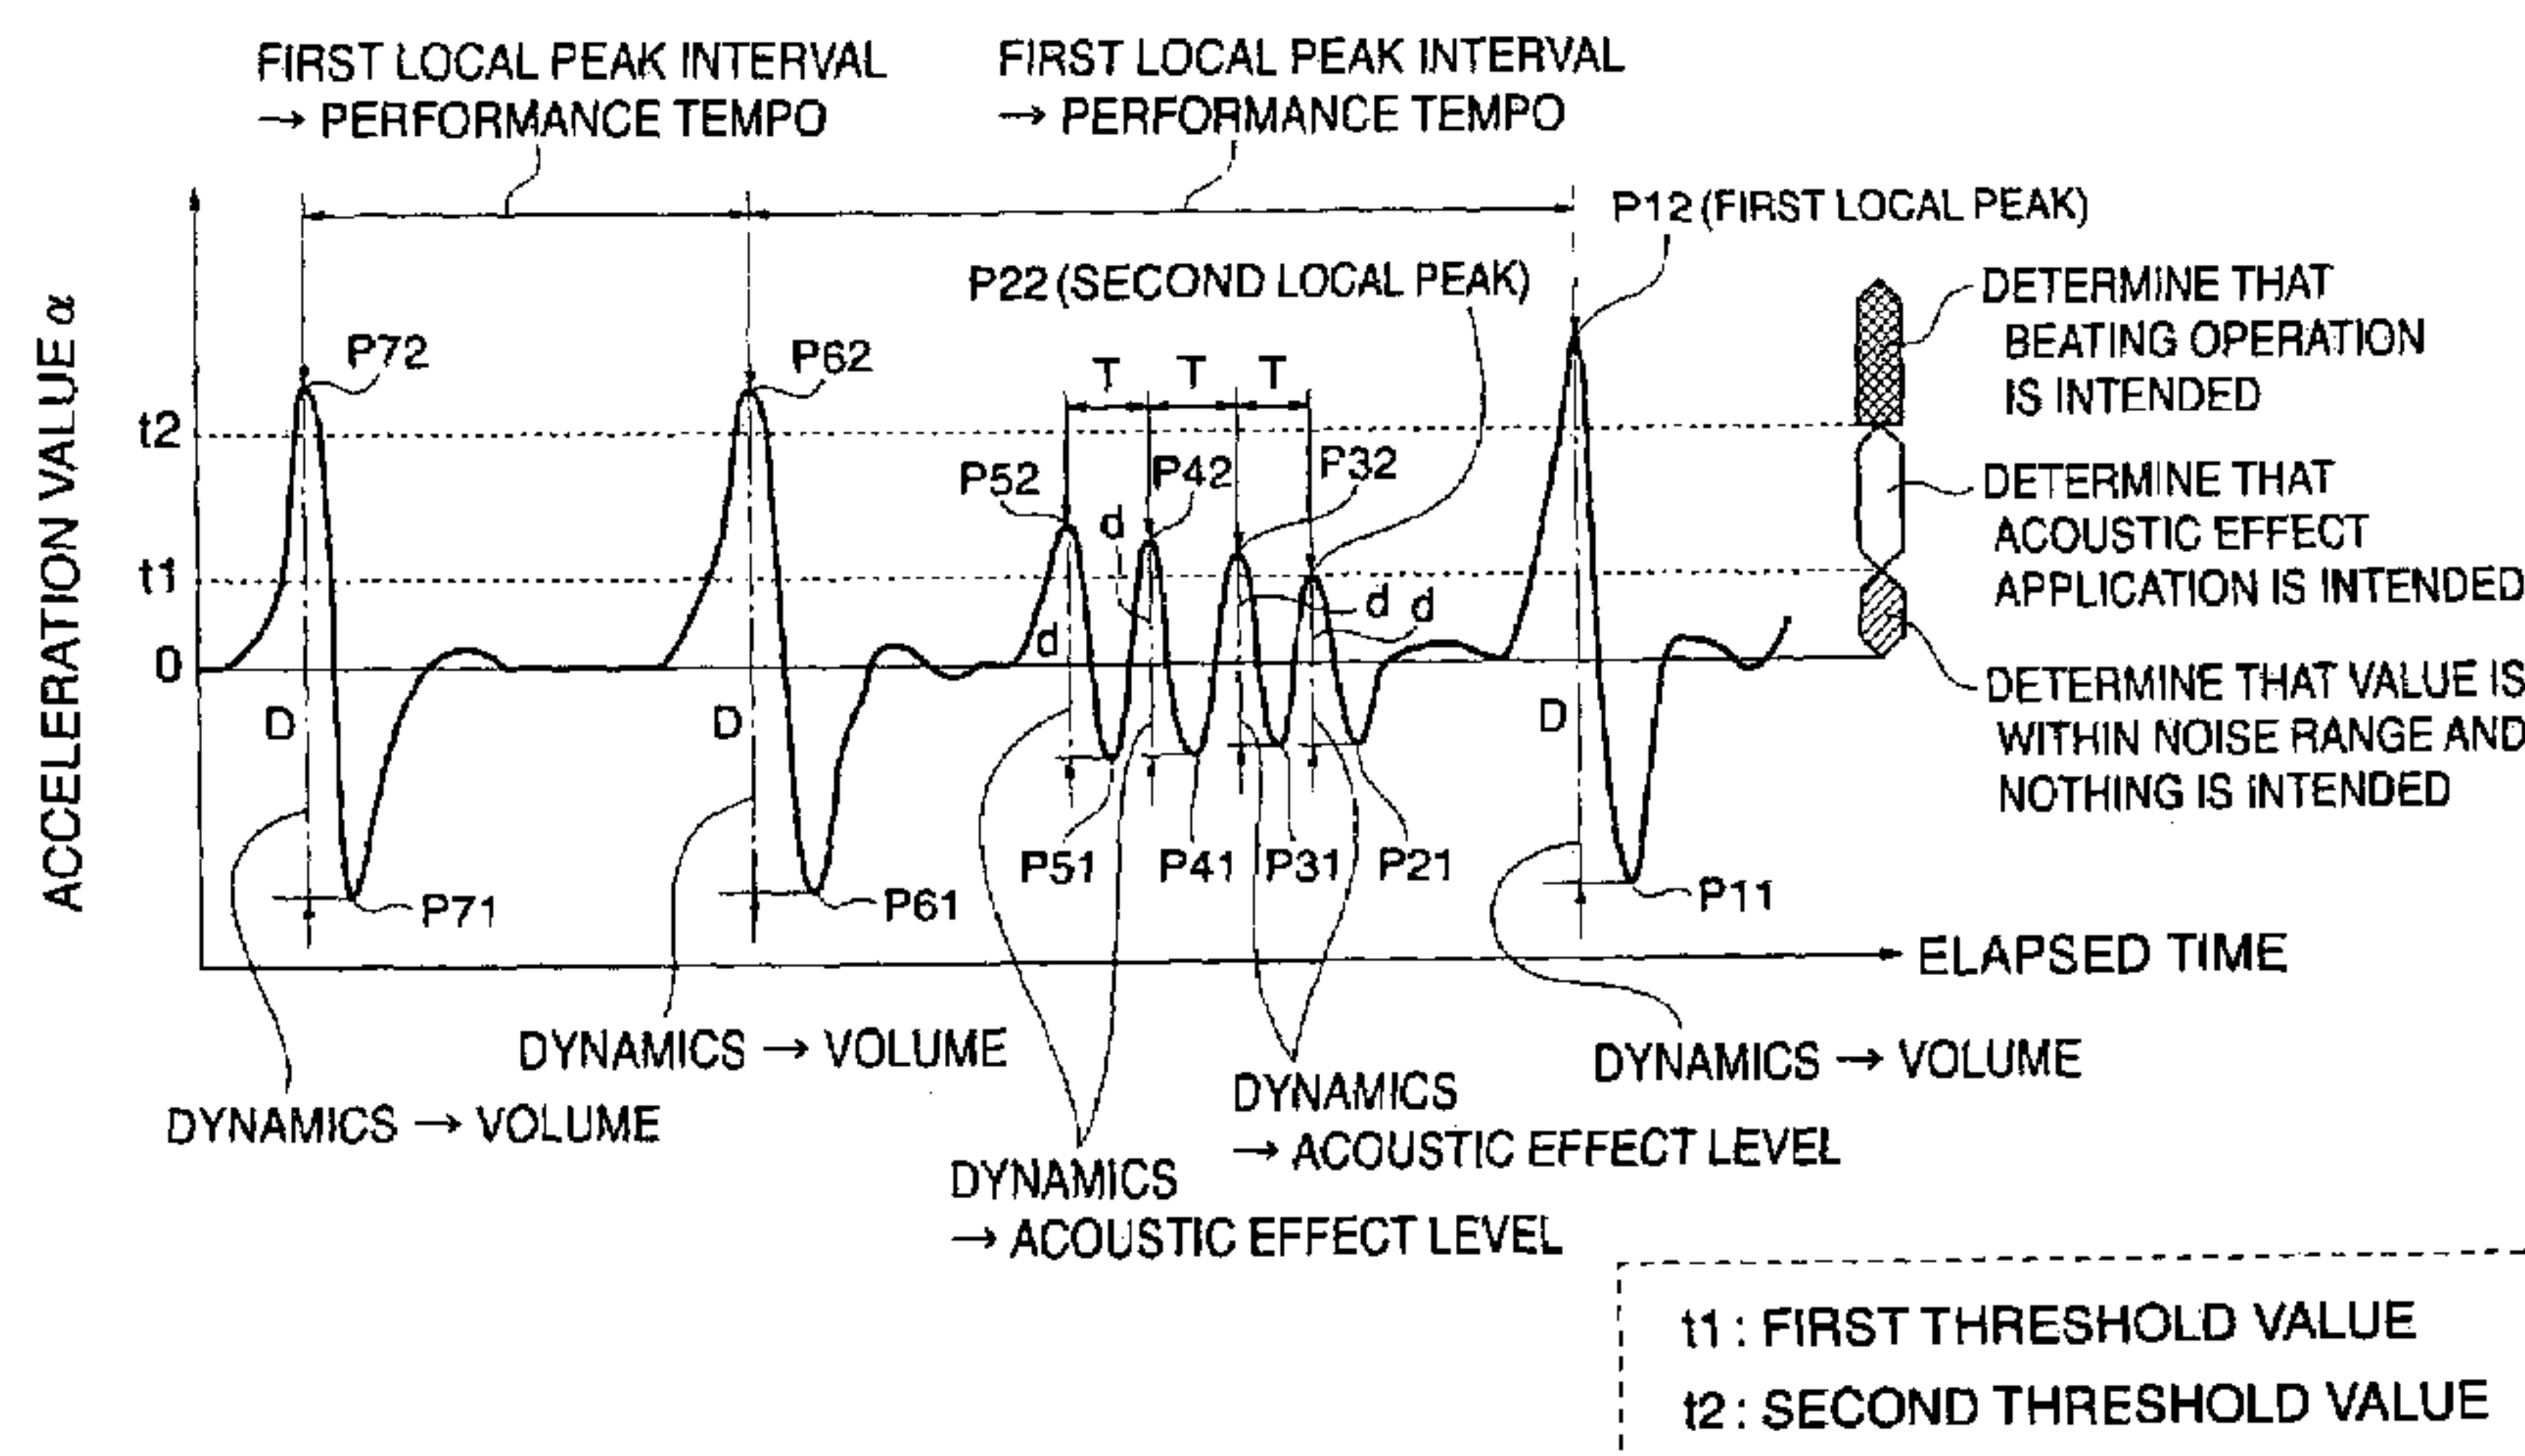 FIRST LOCAL PEAK INTERVAL
→ PERFORMANCE TEMPO
FIRST LOCAL PEAK INTERVAL
→ PERFORMANCE TEMPO
P12 (FIRST LOCAL PEAK)
P22 (SECOND LOCAL PEAK)
DETERMINE THAT
BEATING OPERATION
IS INTENDED
ACCELERATION VALUE α
P72
P62
T T T
t2
P52
P42
P32
DETERMINE THAT
ACOUSTIC EFFECT
APPLICATION IS INTENDED
d
t1
d d
d
0
DETERMINE THAT VALUE IS
WITHIN NOISE RANGE AND
NOTHING IS INTENDED
D
D
D
P51
P41
P31
P21
P71
P61
P11
ELAPSED TIME
DYNAMICS → VOLUME
DYNAMICS → VOLUME
DYNAMICS → VOLUME
DYNAMICS
→ ACOUSTIC EFFECT LEVEL
DYNAMICS
→ ACOUSTIC EFFECT LEVEL
t1 : FIRST THRESHOLD VALUE
t2 : SECOND THRESHOLD VALUE